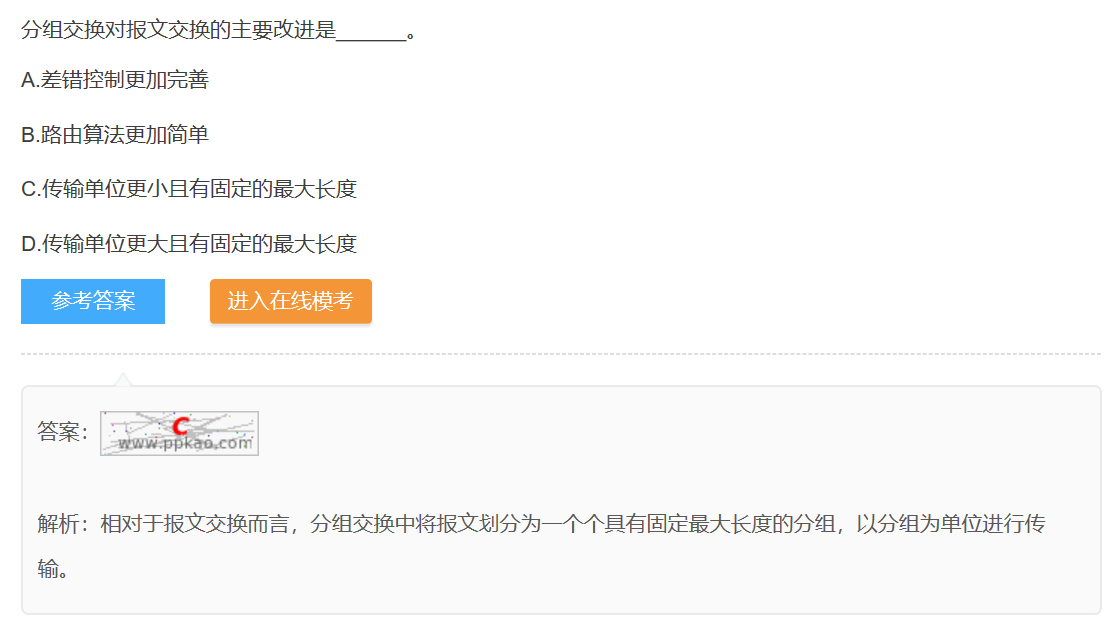 分组交换对报文交换的主要改进是______。
A.差错控制更加完善
B.路由算法更加简单
C.传输单位更小且有固定的最大长度
D.传输单位更大且有固定的最大长度
参考答案 进入在线模考
答案： C
www.ppkao.com
解析：相对于报文交换而言，分组交换中将报文划分为一个个具有固定最大长度的分组，以分组为单位进行传
输。